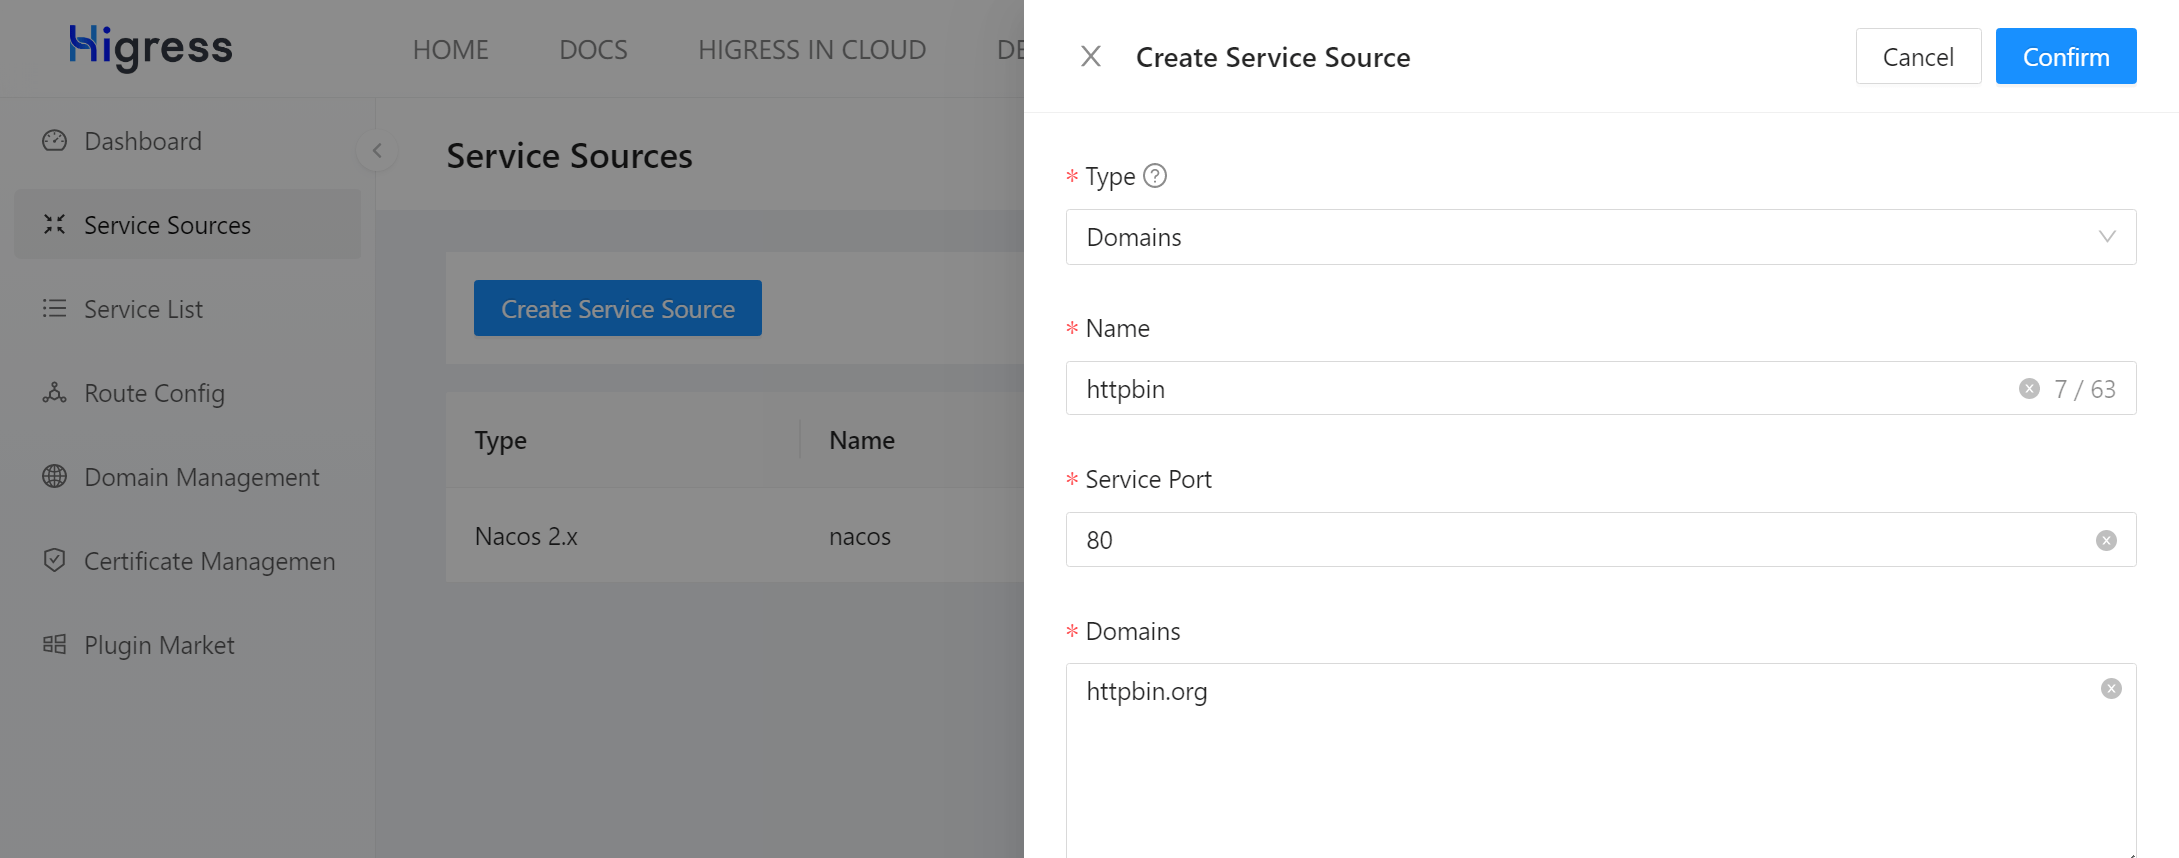 Higress
HOME
DOCS
HIGRESS IN CLOUD
DE
Dashboard
Service Sources
Service List
Route Config
Domain Management
Certificate Managemen
Plugin Market
Service Sources
Create Service Source
Type
Name
Nacos 2.x
nacos
Create Service Source
Cancel
Confirm
* Type ?
Domains
* Name
httpbin
7 / 63
* Service Port
80
* Domains
httpbin.org